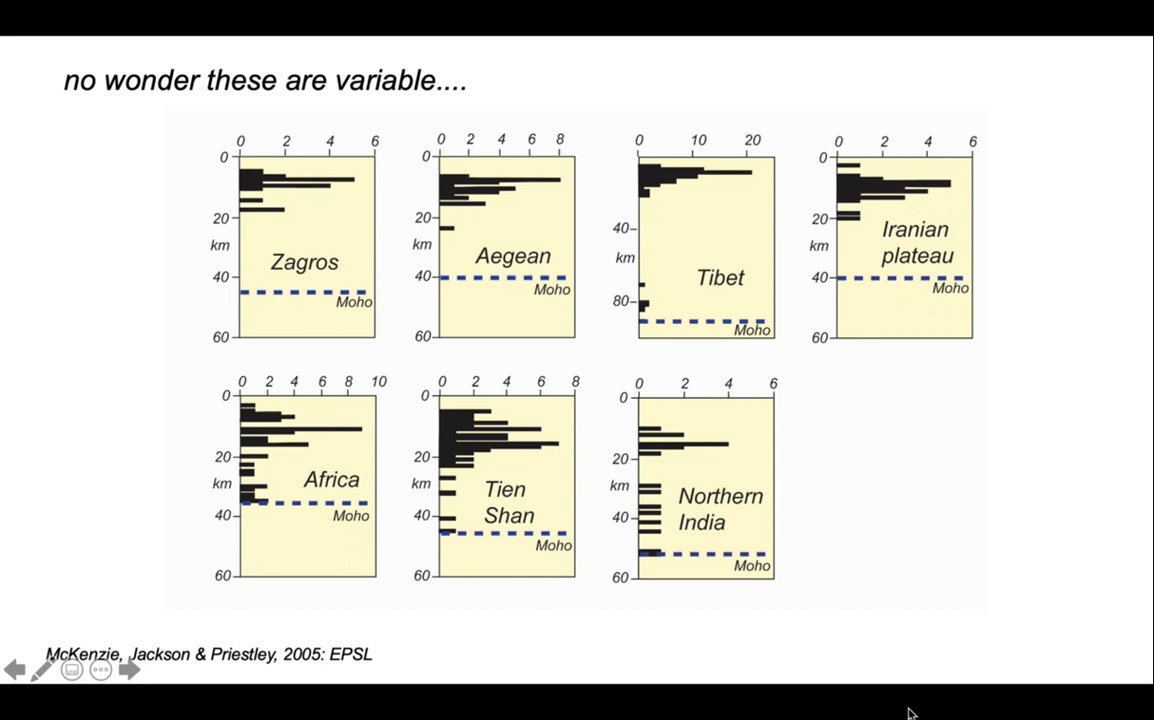 no wonder these are variable....
0 2 4 6
0
20
km
40
60
Zagros
Moho
0 2 4 6 8
0
20
km
40
60
Aegean
Moho
0 10 20
40
km
80
Tibet
Moho
0 2 4 6
0
20
km
40
60
Iranian
plateau
Moho
0 2 4 6 8 10
0
20
km
40
60
Africa
Moho
0 2 4 6 8
0
20
km
40
60
Tien
Shan
Moho
0 2 4 6
0
20
km
40
60
Northern
India
Moho
McKenzie, Jackson & Priestley, 2005: EPSL